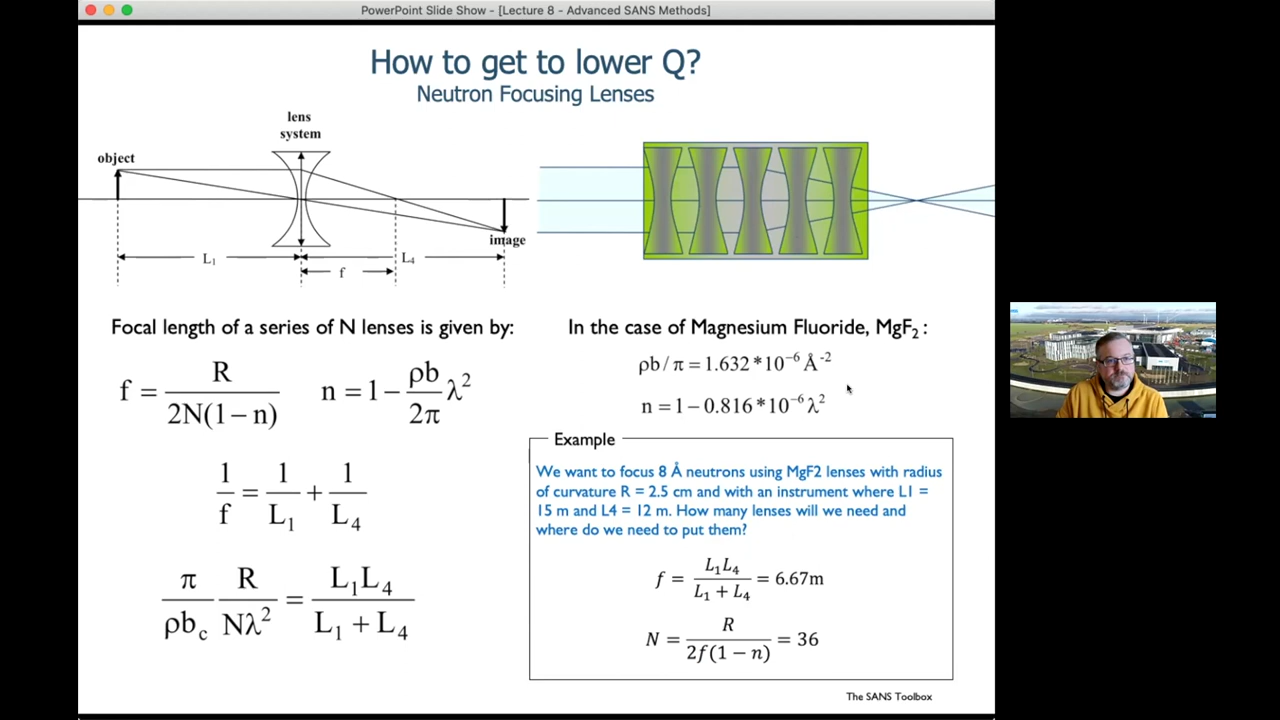 PowerPoint Slide Show - [Lecture 8 - Advanced SANS Methods]
How to get to lower Q?
Neutron Focusing Lenses
lens
system
object
image
L₁
L₄
f
Focal length of a series of N lenses is given by:
f = R / 2N(1 − n)
n = 1 − ρb/2π λ²
1/f = 1/L₁ + 1/L₄
π/ρb_c R/Nλ² = L₁L₄ / L₁ + L₄
In the case of Magnesium Fluoride, MgF₂ :
ρb / π = 1.632 * 10⁻⁶ Å⁻²
n = 1 − 0.816 * 10⁻⁶ λ²
Example
We want to focus 8 Å neutrons using MgF2 lenses with radius
of curvature R = 2.5 cm and with an instrument where L1 =
15 m and L4 = 12 m. How many lenses will we need and
where do we need to put them?
f = L₁L₄ / L₁ + L₄ = 6.67m
N = R / 2f(1 − n) = 36
The SANS Toolbox